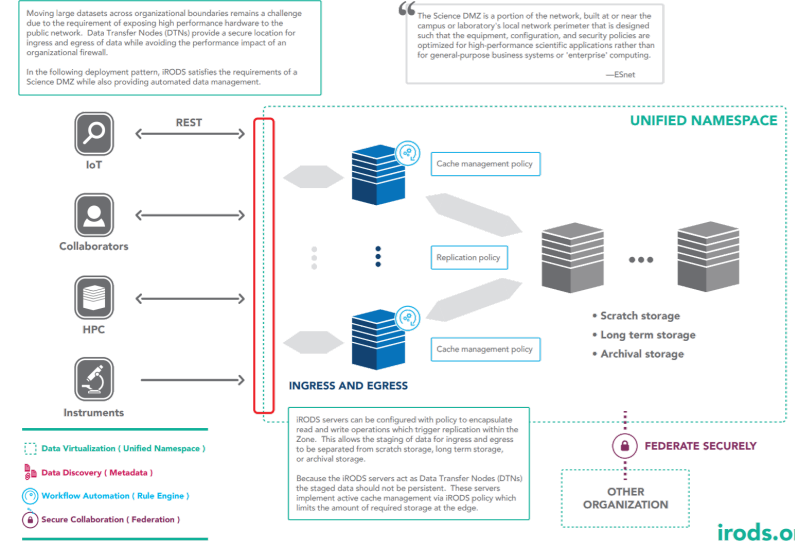 Moving large datasets across organizational boundaries remains a challenge
due to the requirement of exposing high performance hardware to the
public network. Data Transfer Nodes (DTNs) provide a secure location for
ingress and egress of data while avoiding the performance impact of an
organizational firewall.
In the following deployment pattern, iRODS satisfies the requirements of a
Science DMZ while also providing automated data management.
“
The Science DMZ is a portion of the network, built at or near the
campus or laboratory's local network perimeter that is designed
such that the equipment, configuration, and security policies are
optimized for high-performance scientific applications rather than
for general-purpose business systems or 'enterprise' computing.
—ESnet
UNIFIED NAMESPACE
REST
IoT
Collaborators
HPC
Instruments
Cache management policy
Replication policy
Cache management policy
INGRESS AND EGRESS
• Scratch storage
• Long term storage
• Archival storage
iRODS servers can be configured with policy to encapsulate
read and write operations which trigger replication within the
Zone. This allows the staging of data for ingress and egress
to be separated from scratch storage, long term storage,
or archival storage.
Because the iRODS servers act as Data Transfer Nodes (DTNs)
the staged data should not be persistent. These servers
implement active cache management via iRODS policy which
limits the amount of required storage at the edge.
Data Virtualization ( Unified Namespace )
Data Discovery ( Metadata )
Workflow Automation ( Rule Engine )
Secure Collaboration ( Federation )
FEDERATE SECURELY
OTHER
ORGANIZATION
irods.o